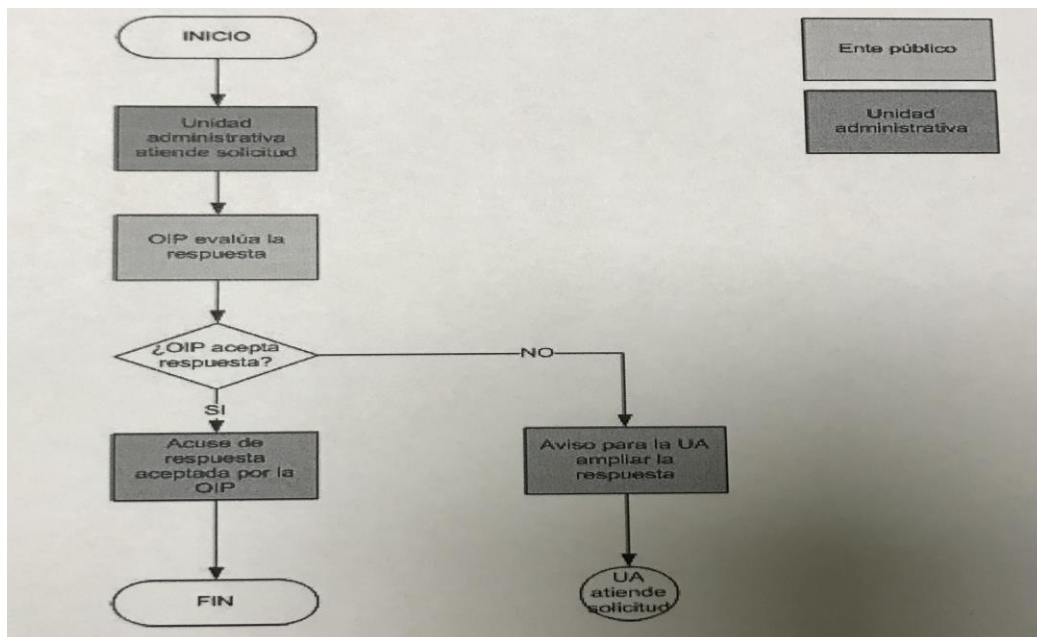 INICIO
Ente público
Unidad
administrativa
Unidad
administrativa
atiende solicitud
OIP evalúa la
respuesta
¿OIP acepta
respuesta?
NO
SI
Acuse de
respuesta
aceptada por la
OIP
Aviso para la UA
ampliar la
respuesta
FIN
UA
atiende
solicitud